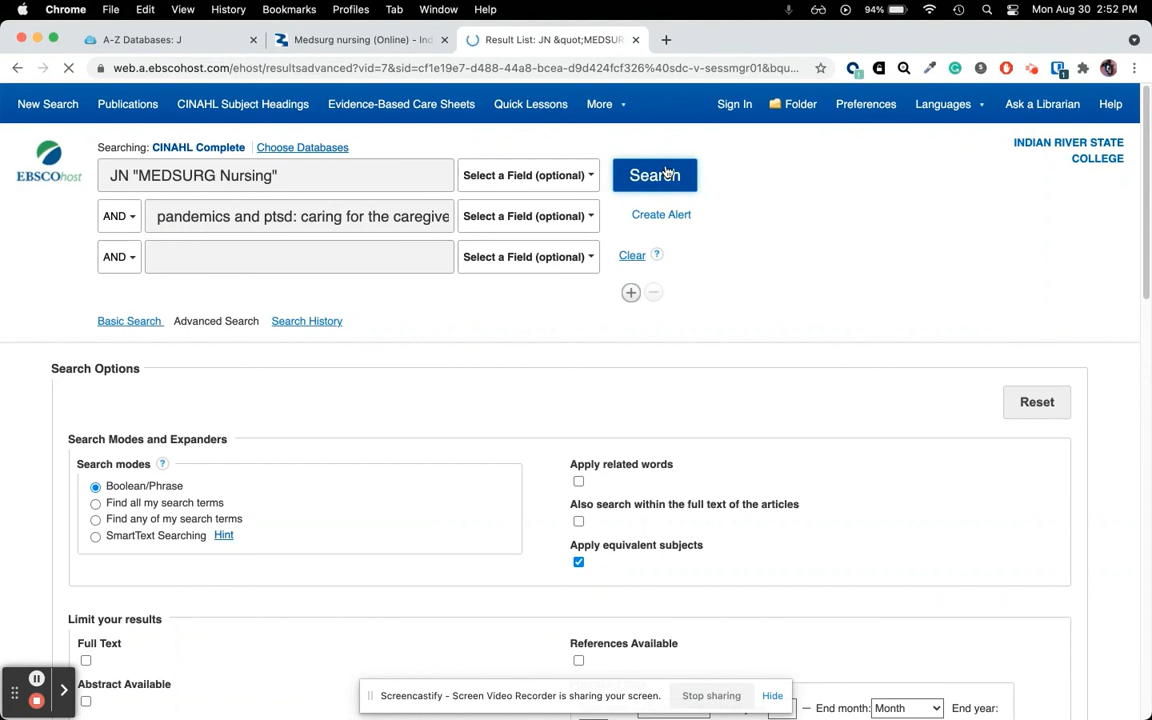 Chrome File Edit View History Bookmarks Profiles Tab Window Help 94% Mon Aug 30 2:52 PM
A-Z Databases: J
Medsurg nursing (Online) - Ind
Result List: JN &quot;MEDSUR
web.a.ebscohost.com/ehost/resultsadvanced?vid=7&sid=cf1e19e7-d488-44a8-bcea-d9d424fcf326%40sdc-v-sessmgr01&bqu...
New Search Publications CINAHL Subject Headings Evidence-Based Care Sheets Quick Lessons More Sign In Folder Preferences Languages Ask a Librarian Help
EBSCOhost
Searching: CINAHL Complete Choose Databases
INDIAN RIVER STATE
COLLEGE
JN "MEDSURG Nursing" Select a Field (optional) Search
AND pandemics and ptsd: caring for the caregive Select a Field (optional) Create Alert
AND Select a Field (optional) Clear ?
Basic Search Advanced Search Search History
Search Options
Reset
Search Modes and Expanders
Search modes ?
Boolean/Phrase
Find all my search terms
Find any of my search terms
SmartText Searching Hint
Apply related words
Also search within the full text of the articles
Apply equivalent subjects
Limit your results
Full Text
References Available
Abstract Available
Screencastify - Screen Video Recorder is sharing your screen. Stop sharing Hide
– End month: Month End year: